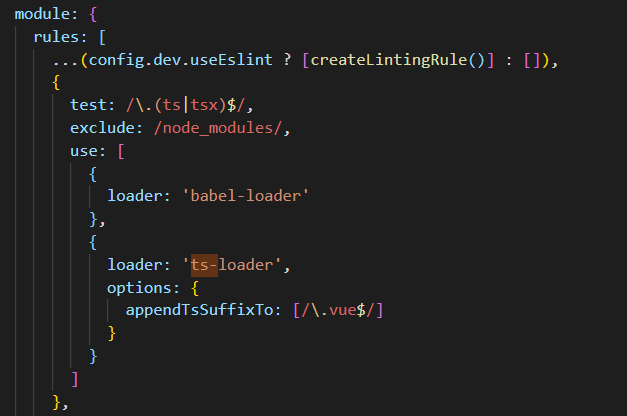 module: {
rules: [
...(config.dev.useEslint ? [createLintingRule()] : []),
{
test: /\.(ts|tsx)$/,
exclude: /node_modules/,
use: [
{
loader: 'babel-loader'
},
{
loader: 'ts-loader',
options: {
appendTsSuffixTo: [/\.vue$/]
}
}
]
},